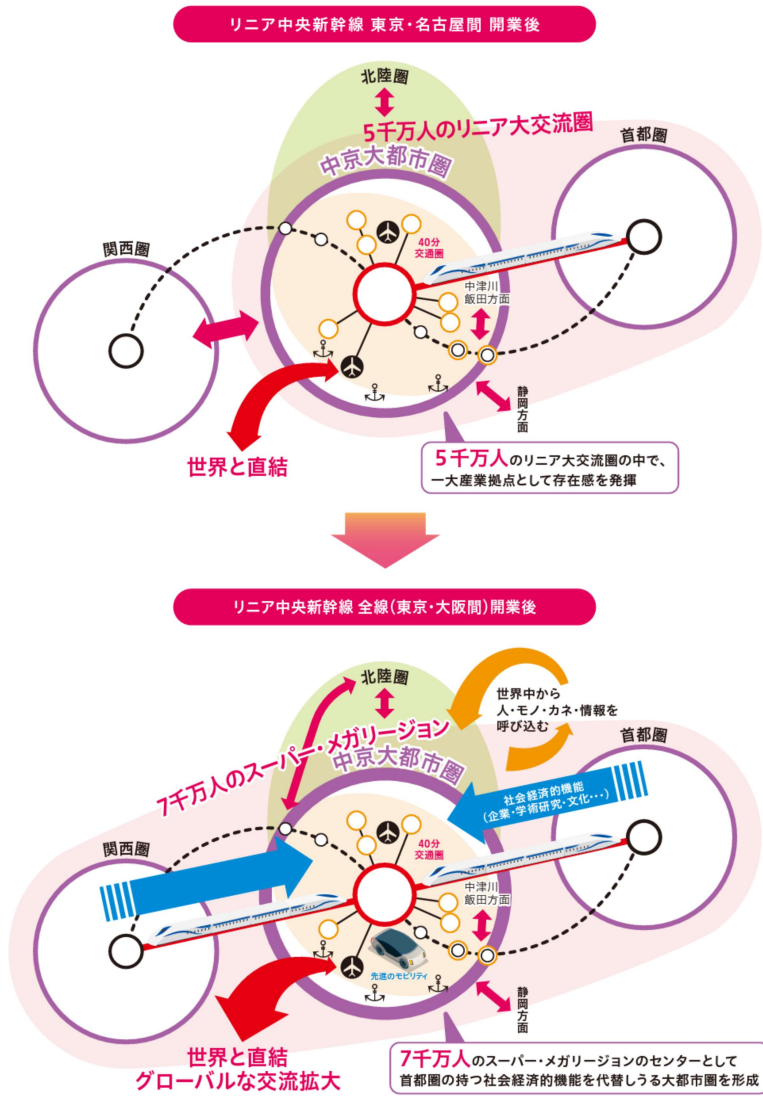 リニア中央新幹線 東京・名古屋間 開業後
北陸圏
5千万人のリニア大交流圏
首都圏
中京大都市圏
関西圏
40分
交通圏
中津川
飯田方面
静岡方面
世界と直結
5千万人のリニア大交流圏の中で、
一大産業拠点として存在感を発揮
リニア中央新幹線 全線(東京・大阪間)開業後
北陸圏
世界中から
人・モノ・カネ・情報を
呼び込む
7千万人のスーパー・メガリージョン
首都圏
中京大都市圏
社会経済的機能
(企業・学術研究・文化・・・)
関西圏
40分
交通圏
中津川
飯田方面
先進のモビリティ
静岡方面
世界と直結
グローバルな交流拡大
7千万人のスーパー・メガリージョンのセンターとして
首都圏の持つ社会経済的機能を代替しうる大都市圏を形成